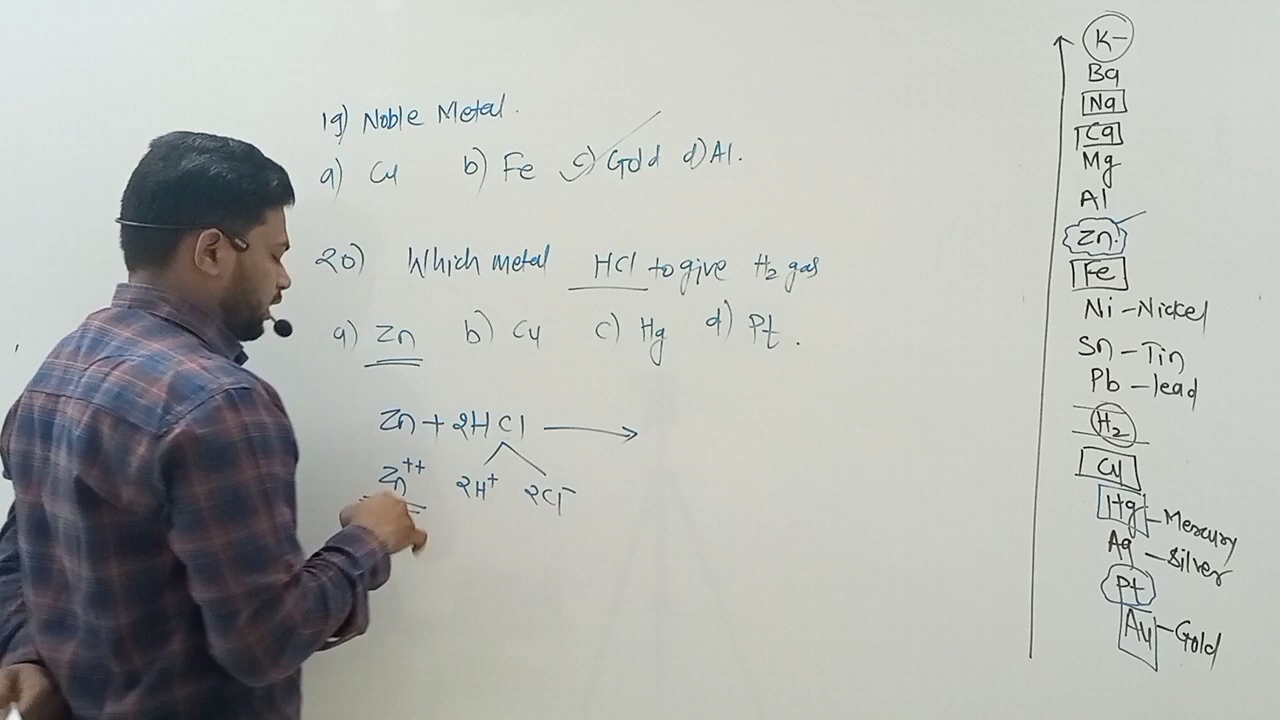 19) Noble Metal.
a) Cu b) Fe c) Gold d) Al.
20) Which metal HCl to give H₂ gas
a) Zn b) Cu c) Hg d) Pt.
Zn + 2HCl →
Zn⁺⁺ 2H⁺ 2Cl⁻
K
Ba
Na
Ca
Mg
Al
Zn
Fe
Ni - Nickel
Sn - Tin
Pb - lead
H₂
Cu
Hg - Mercury
Ag - Silver
Pt
Au - Gold